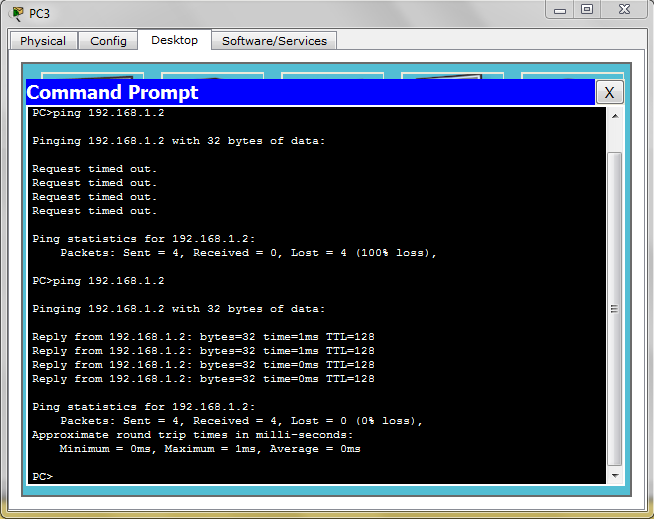 PC3
Physical Config Desktop Software/Services
Command Prompt X
PC>ping 192.168.1.2
Pinging 192.168.1.2 with 32 bytes of data:
Request timed out.
Request timed out.
Request timed out.
Request timed out.
Ping statistics for 192.168.1.2:
Packets: Sent = 4, Received = 0, Lost = 4 (100% loss),
PC>ping 192.168.1.2
Pinging 192.168.1.2 with 32 bytes of data:
Reply from 192.168.1.2: bytes=32 time=1ms TTL=128
Reply from 192.168.1.2: bytes=32 time=1ms TTL=128
Reply from 192.168.1.2: bytes=32 time=0ms TTL=128
Reply from 192.168.1.2: bytes=32 time=0ms TTL=128
Ping statistics for 192.168.1.2:
Packets: Sent = 4, Received = 4, Lost = 0 (0% loss),
Approximate round trip times in milli-seconds:
Minimum = 0ms, Maximum = 1ms, Average = 0ms
PC>